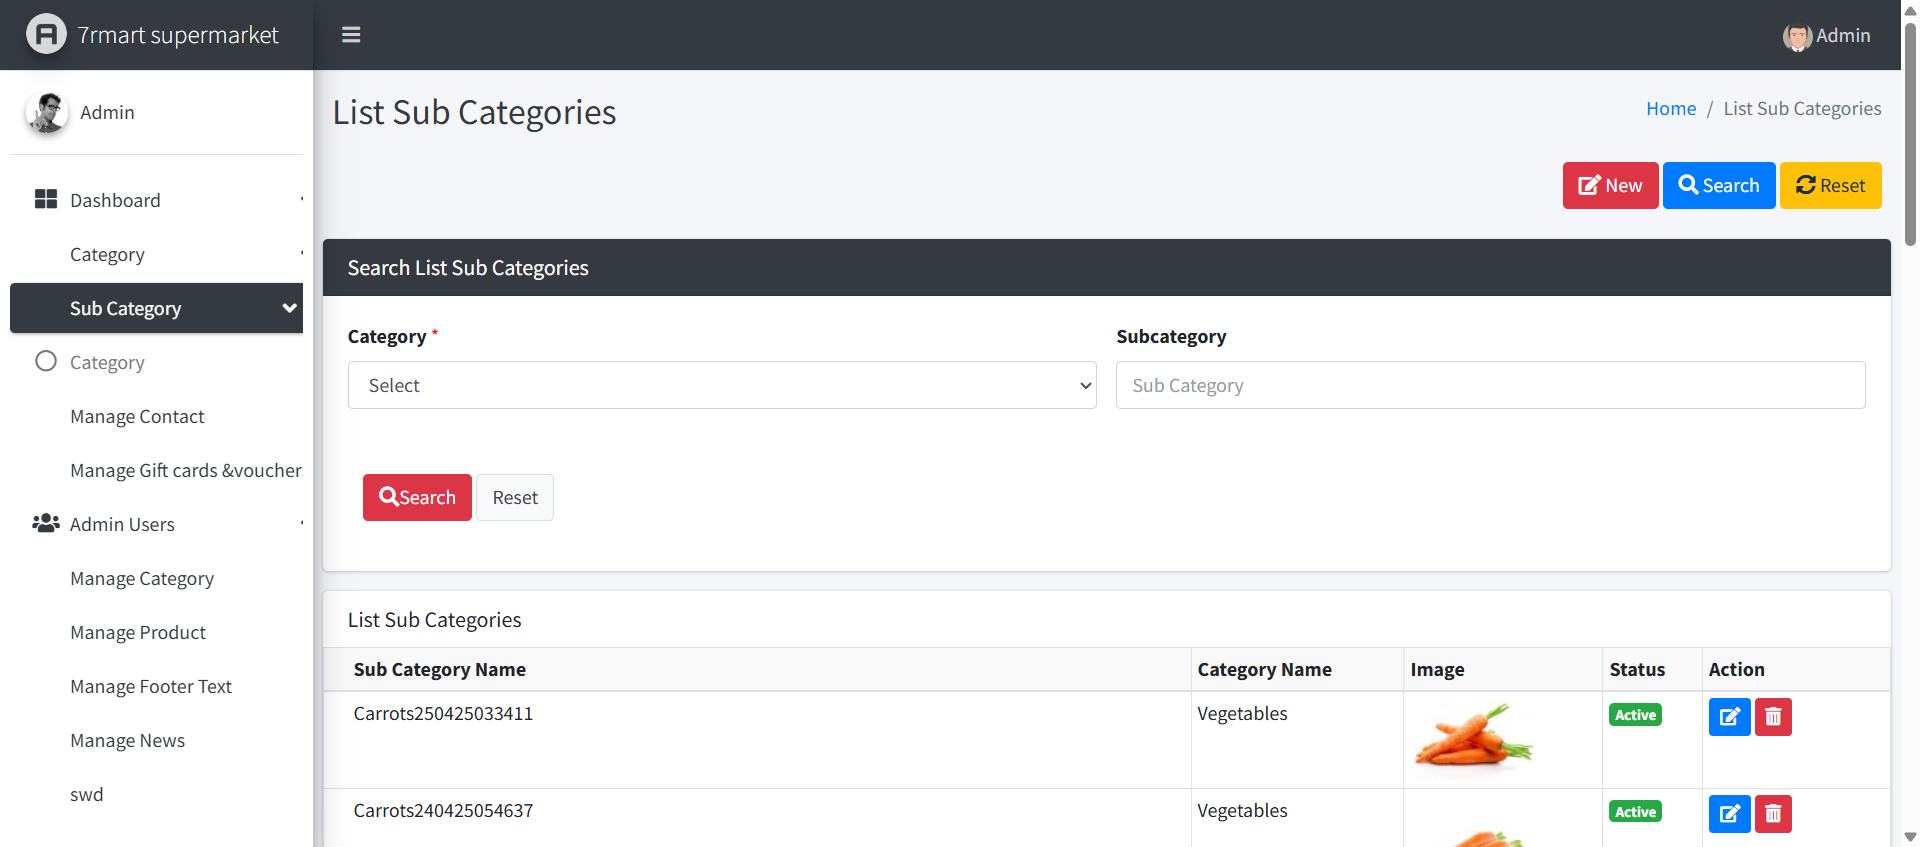 7rmart supermarket
Admin
Admin
Dashboard
Category
Sub Category
Category
Manage Contact
Manage Gift cards &voucher
Admin Users
Manage Category
Manage Product
Manage Footer Text
Manage News
swd
List Sub Categories
Home / List Sub Categories
New Search Reset
Search List Sub Categories
Category * Subcategory
Select Sub Category
Search Reset
List Sub Categories
Sub Category Name Category Name Image Status Action
Carrots250425033411 Vegetables Active
Carrots240425054637 Vegetables Active